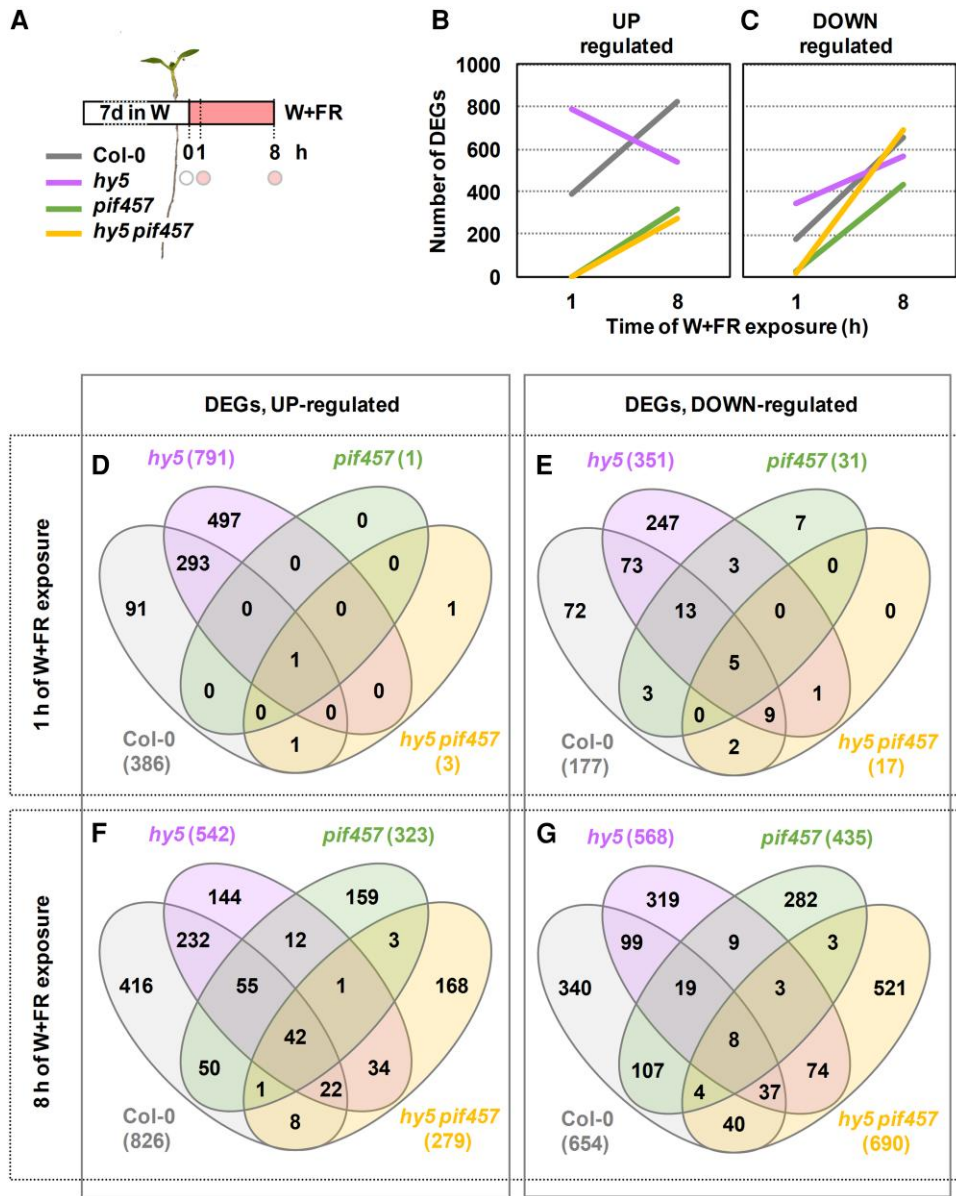 A
7d in W
W+FR
0 1 8 h
Col-0
hy5
pif457
hy5 pif457
B
UP
regulated
C
DOWN
regulated
Number of DEGs
1000
800
600
400
200
0
1 8 1 8
Time of W+FR exposure (h)
DEGs, UP-regulated
DEGs, DOWN-regulated
1 h of W+FR exposure
D
hy5 (791)
pif457 (1)
497
0
293
0
0
91
0
0
1
1
0
0
0
0
1
Col-0
(386)
hy5 pif457
(3)
E
hy5 (351)
pif457 (31)
247
7
73
3
0
72
13
0
0
5
3
1
0
9
2
Col-0
(177)
hy5 pif457
(17)
8 h of W+FR exposure
F
hy5 (542)
pif457 (323)
144
159
232
12
3
416
55
1
168
42
50
34
1
22
8
Col-0
(826)
hy5 pif457
(279)
G
hy5 (568)
pif457 (435)
319
282
99
9
3
340
19
3
521
8
107
74
4
37
40
Col-0
(654)
hy5 pif457
(690)